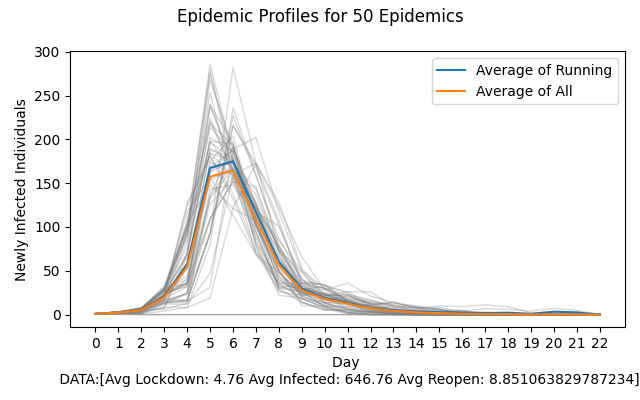 Epidemic Profiles for 50 Epidemics
300
250
200
150
100
50
0
Newly Infected Individuals
Average of Running
Average of All
0 1 2 3 4 5 6 7 8 9 10 11 12 13 14 15 16 17 18 19 20 21 22
Day
DATA:[Avg Lockdown: 4.76 Avg Infected: 646.76 Avg Reopen: 8.851063829787234]